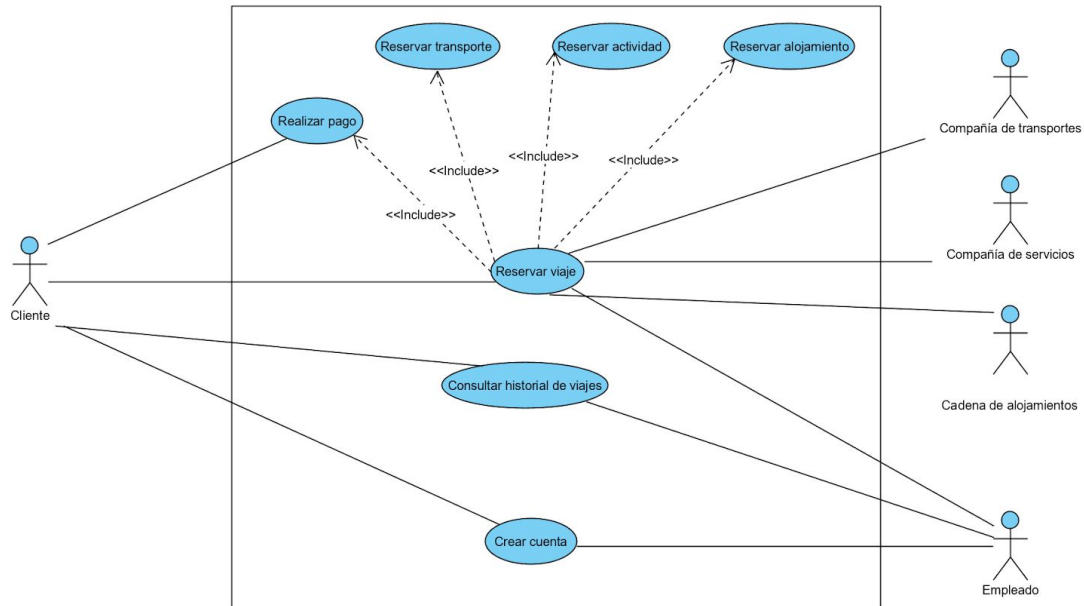 Reservar transporte
Reservar actividad
Reservar alojamiento
Realizar pago
Compañía de transportes
<<Include>>
<<Include>>
<<Include>>
<<Include>>
Compañía de servicios
Reservar viaje
Cliente
Consultar historial de viajes
Cadena de alojamientos
Crear cuenta
Empleado